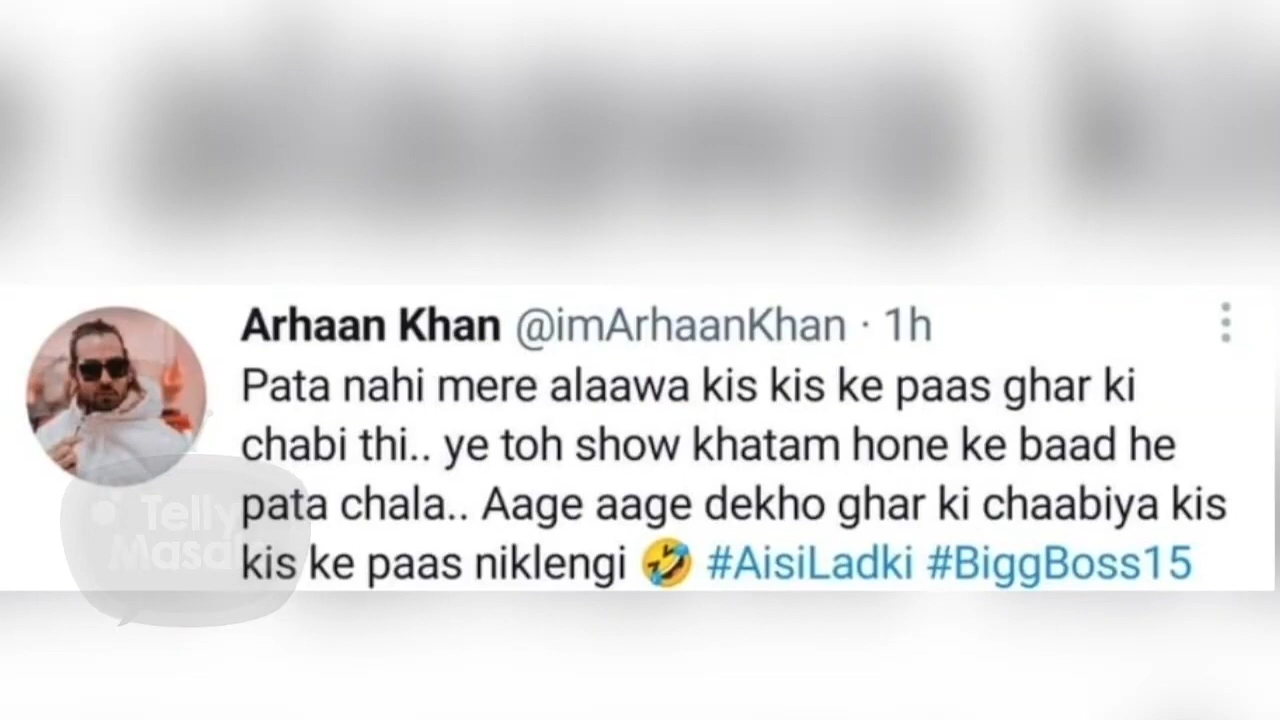 Arhaan Khan @imArhaanKhan · 1h
Pata nahi mere alaawa kis kis ke paas ghar ki
chabi thi.. ye toh show khatam hone ke baad he
pata chala.. Aage aage dekho ghar ki chaabiya kis
kis ke paas niklengi 🤣 #AisiLadki #BiggBoss15
Telly
Masala